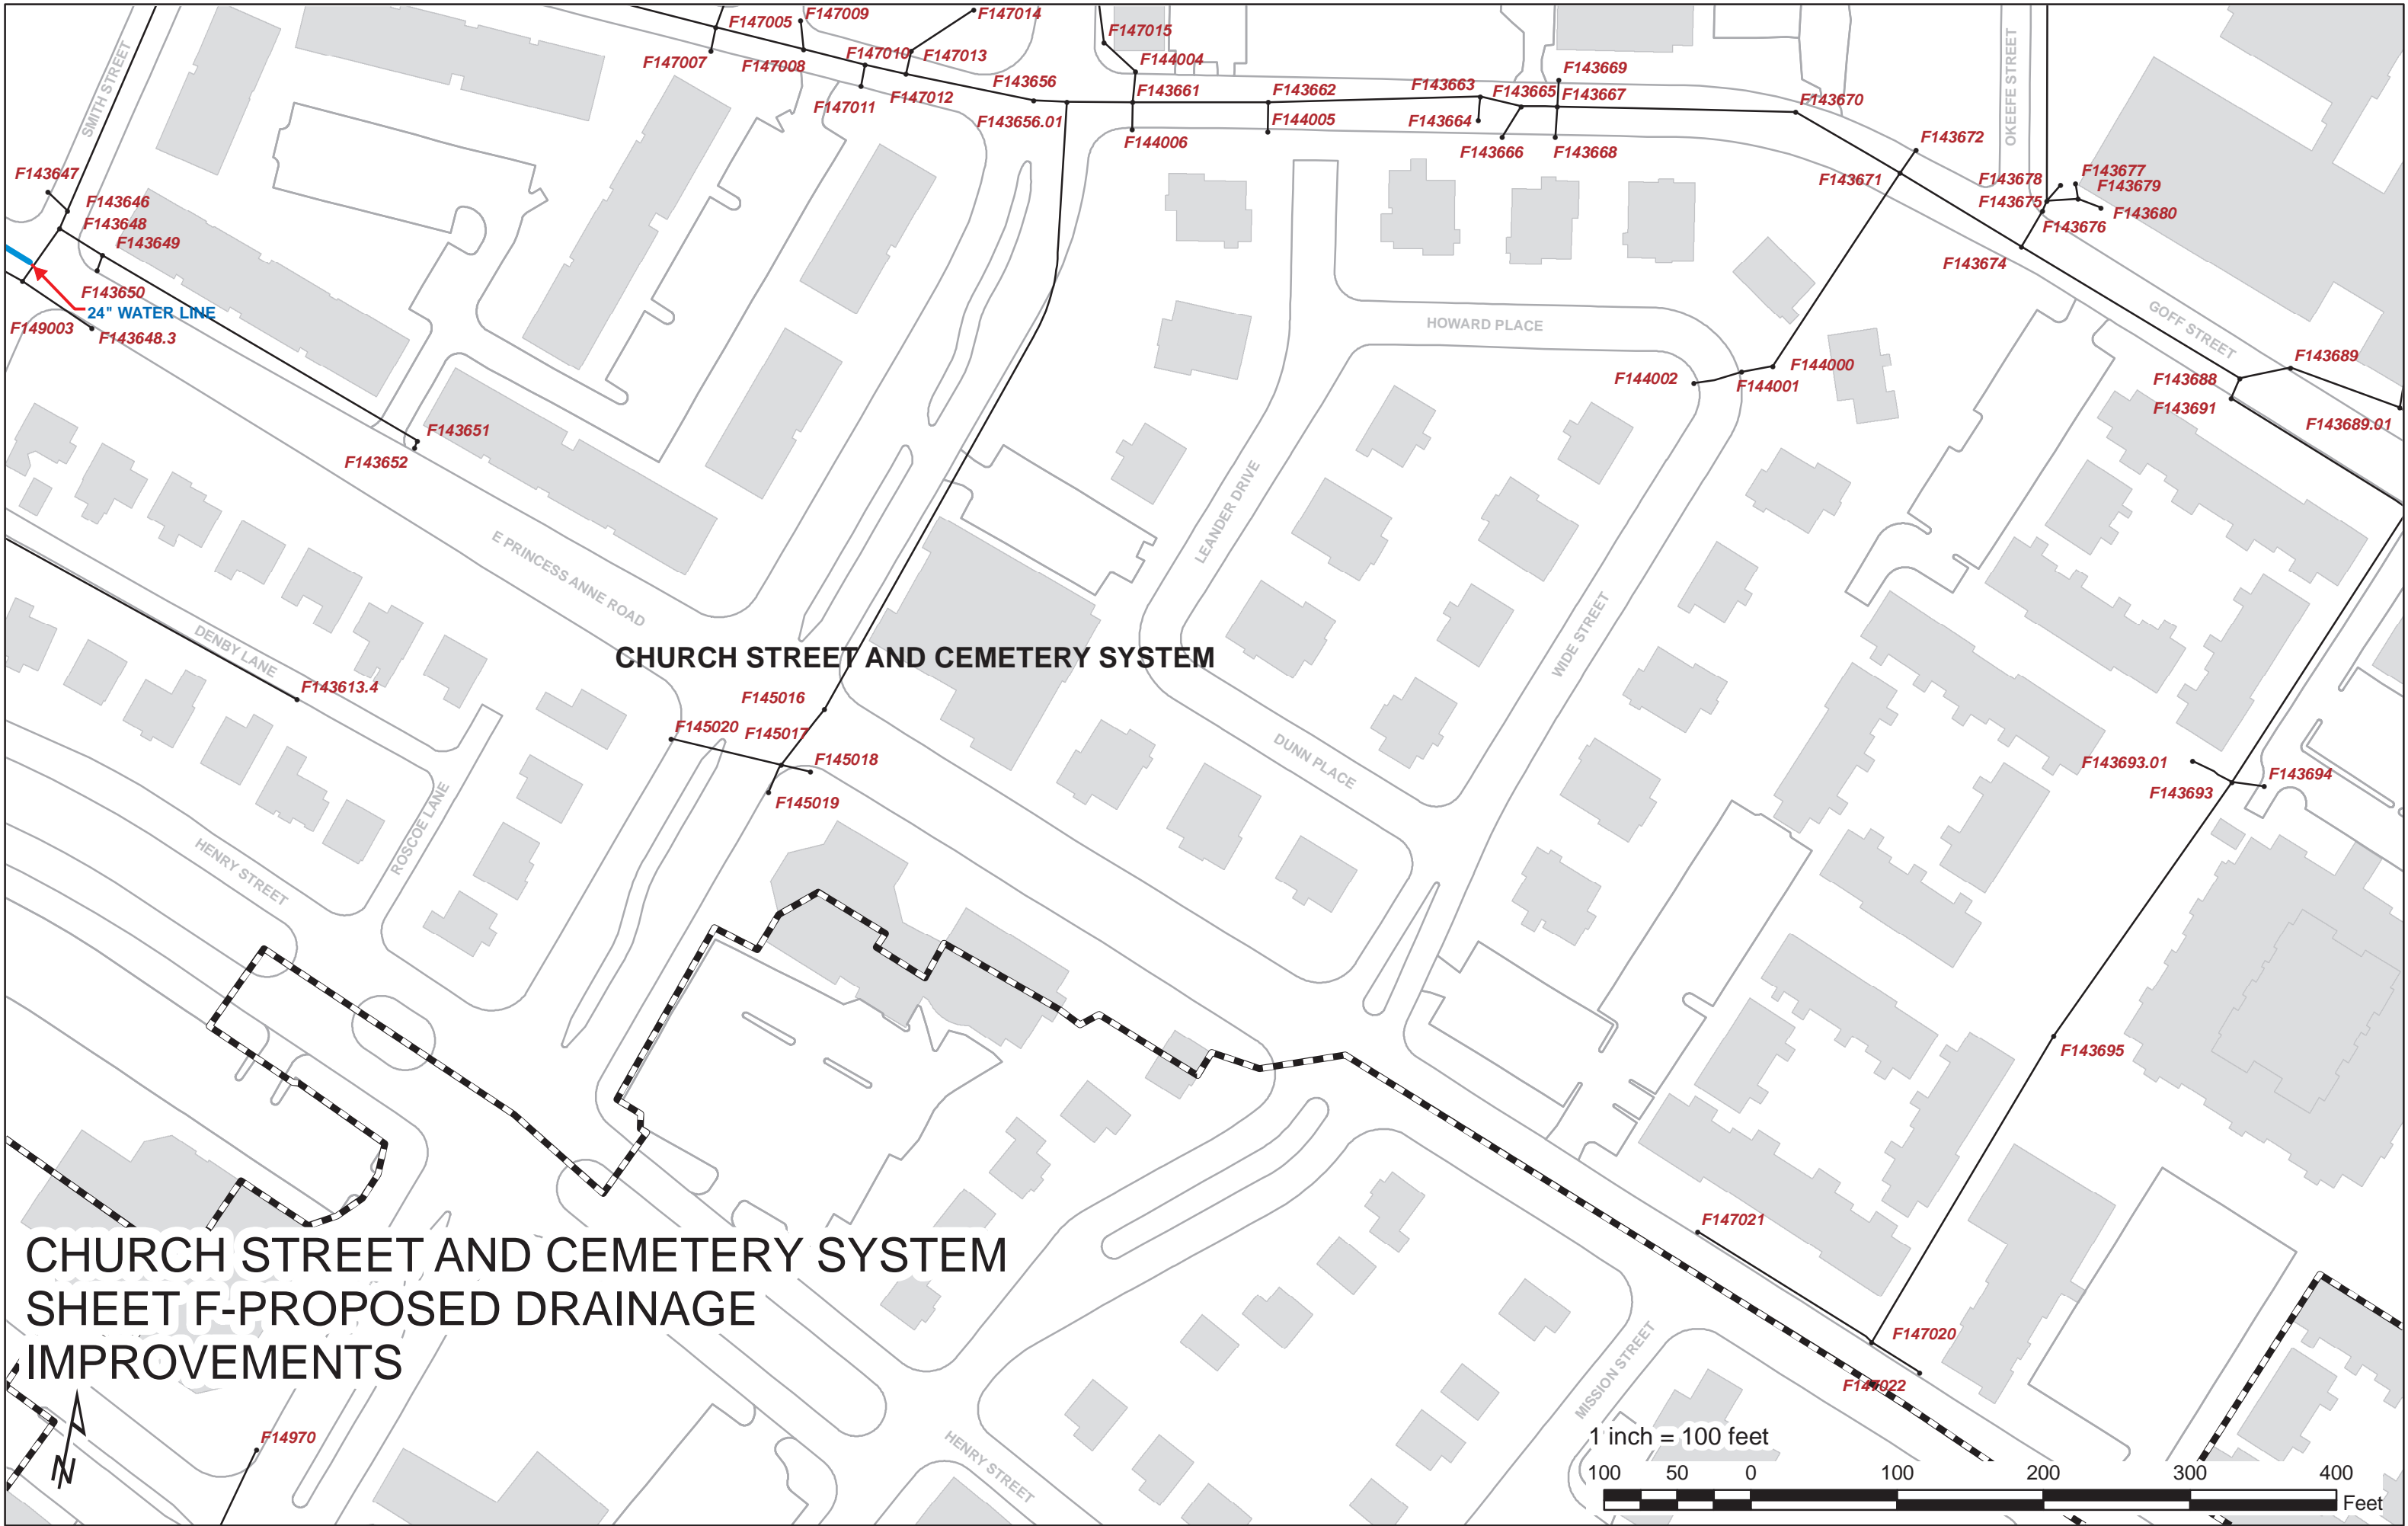 F147005
F147009
F147014
F147007
F147008
F147010
F147013
F147015
F144004
F147011
F147012
F143656
F143661
F143662
F143663
F143665
F143669
F143667
F143670
F143656.01
F144006
F144005
F143664
F143666
F143668
F143672
F143671
SMITH STREET
OKEEFE STREET
F143647
F143646
F143648
F143649
F143650
24" WATER LINE
F149003
F143648.3
F143678
F143677
F143679
F143675
F143680
F143676
F143674
GOFF STREET
HOWARD PLACE
F144002
F144001
F144000
F143689
F143688
F143691
F143689.01
F143651
F143652
E PRINCESS ANNE ROAD
LEANDER DRIVE
WIDE STREET
DENBY LANE
F143613.4
CHURCH STREET AND CEMETERY SYSTEM
F145016
F145020
F145017
F145018
F145019
DUNN PLACE
F143693.01
F143694
F143693
HENRY STREET
ROSCOE LANE
F143695
F147021
F147020
F147022
MISSION STREET
HENRY STREET
CHURCH STREET AND CEMETERY SYSTEM
SHEET F-PROPOSED DRAINAGE
IMPROVEMENTS
F14970
N
1 inch = 100 feet
100 50 0 100 200 300 400
Feet